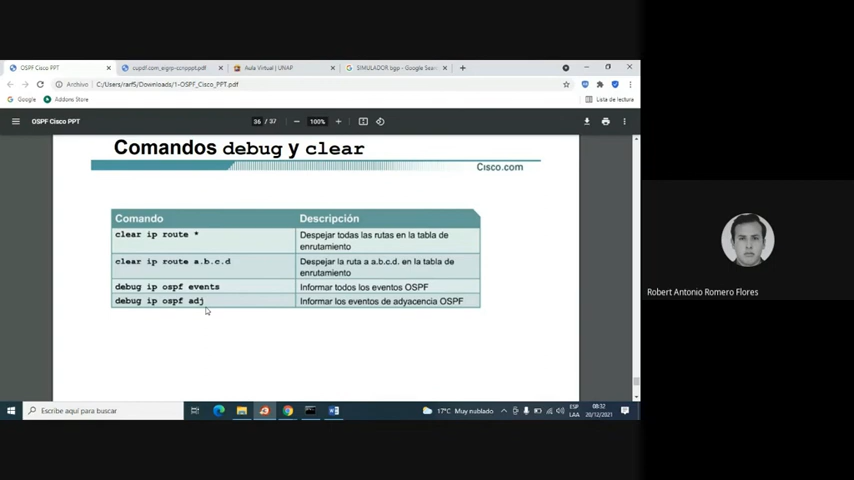 OSPF Cisco PPT
cupdf.com_eigrp-ccnpppt.pdf
Aula Virtual | UNAP
SIMULADOR bgp - Google Sear
Archivo
C:/Users/rarf5/Downloads/1-OSPF_Cisco_PPT.pdf
Google
Addons Store
Lista de lectura
OSPF Cisco PPT
36 / 37
100%
Comandos debug y clear
Cisco.com
Comando
Descripción
clear ip route *
Despejar todas las rutas en la tabla de
enrutamiento
clear ip route a.b.c.d
Despejar la ruta a a.b.c.d. en la tabla de
enrutamiento
debug ip ospf events
Informar todos los eventos OSPF
debug ip ospf adj
Informar los eventos de adyacencia OSPF
Robert Antonio Romero Flores
Escribe aquí para buscar
17°C Muy nublado
ESP
LAA
08:32
20/12/2021